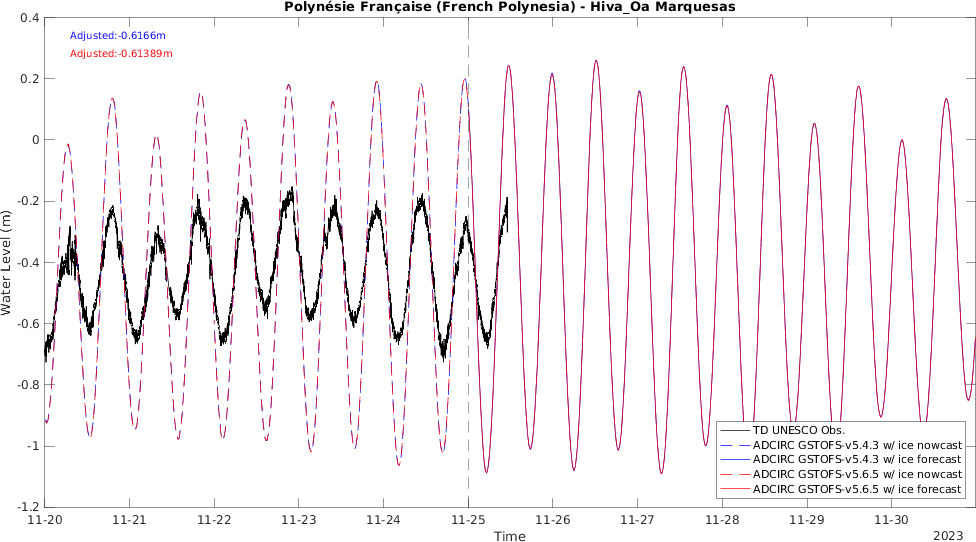 Polynésie Française (French Polynesia) - Hiva_Oa Marquesas
Adjusted:-0.6166m
Adjusted:-0.61389m
0.4
0.2
0
-0.2
-0.4
-0.6
-0.8
-1
-1.2
Water Level (m)
TD UNESCO Obs.
ADCIRC GSTOFS-v5.4.3 w/ ice nowcast
ADCIRC GSTOFS-v5.4.3 w/ ice forecast
ADCIRC GSTOFS-v5.6.5 w/ ice nowcast
ADCIRC GSTOFS-v5.6.5 w/ ice forecast
11-20 11-21 11-22 11-23 11-24 11-25 11-26 11-27 11-28 11-29 11-30
Time
2023